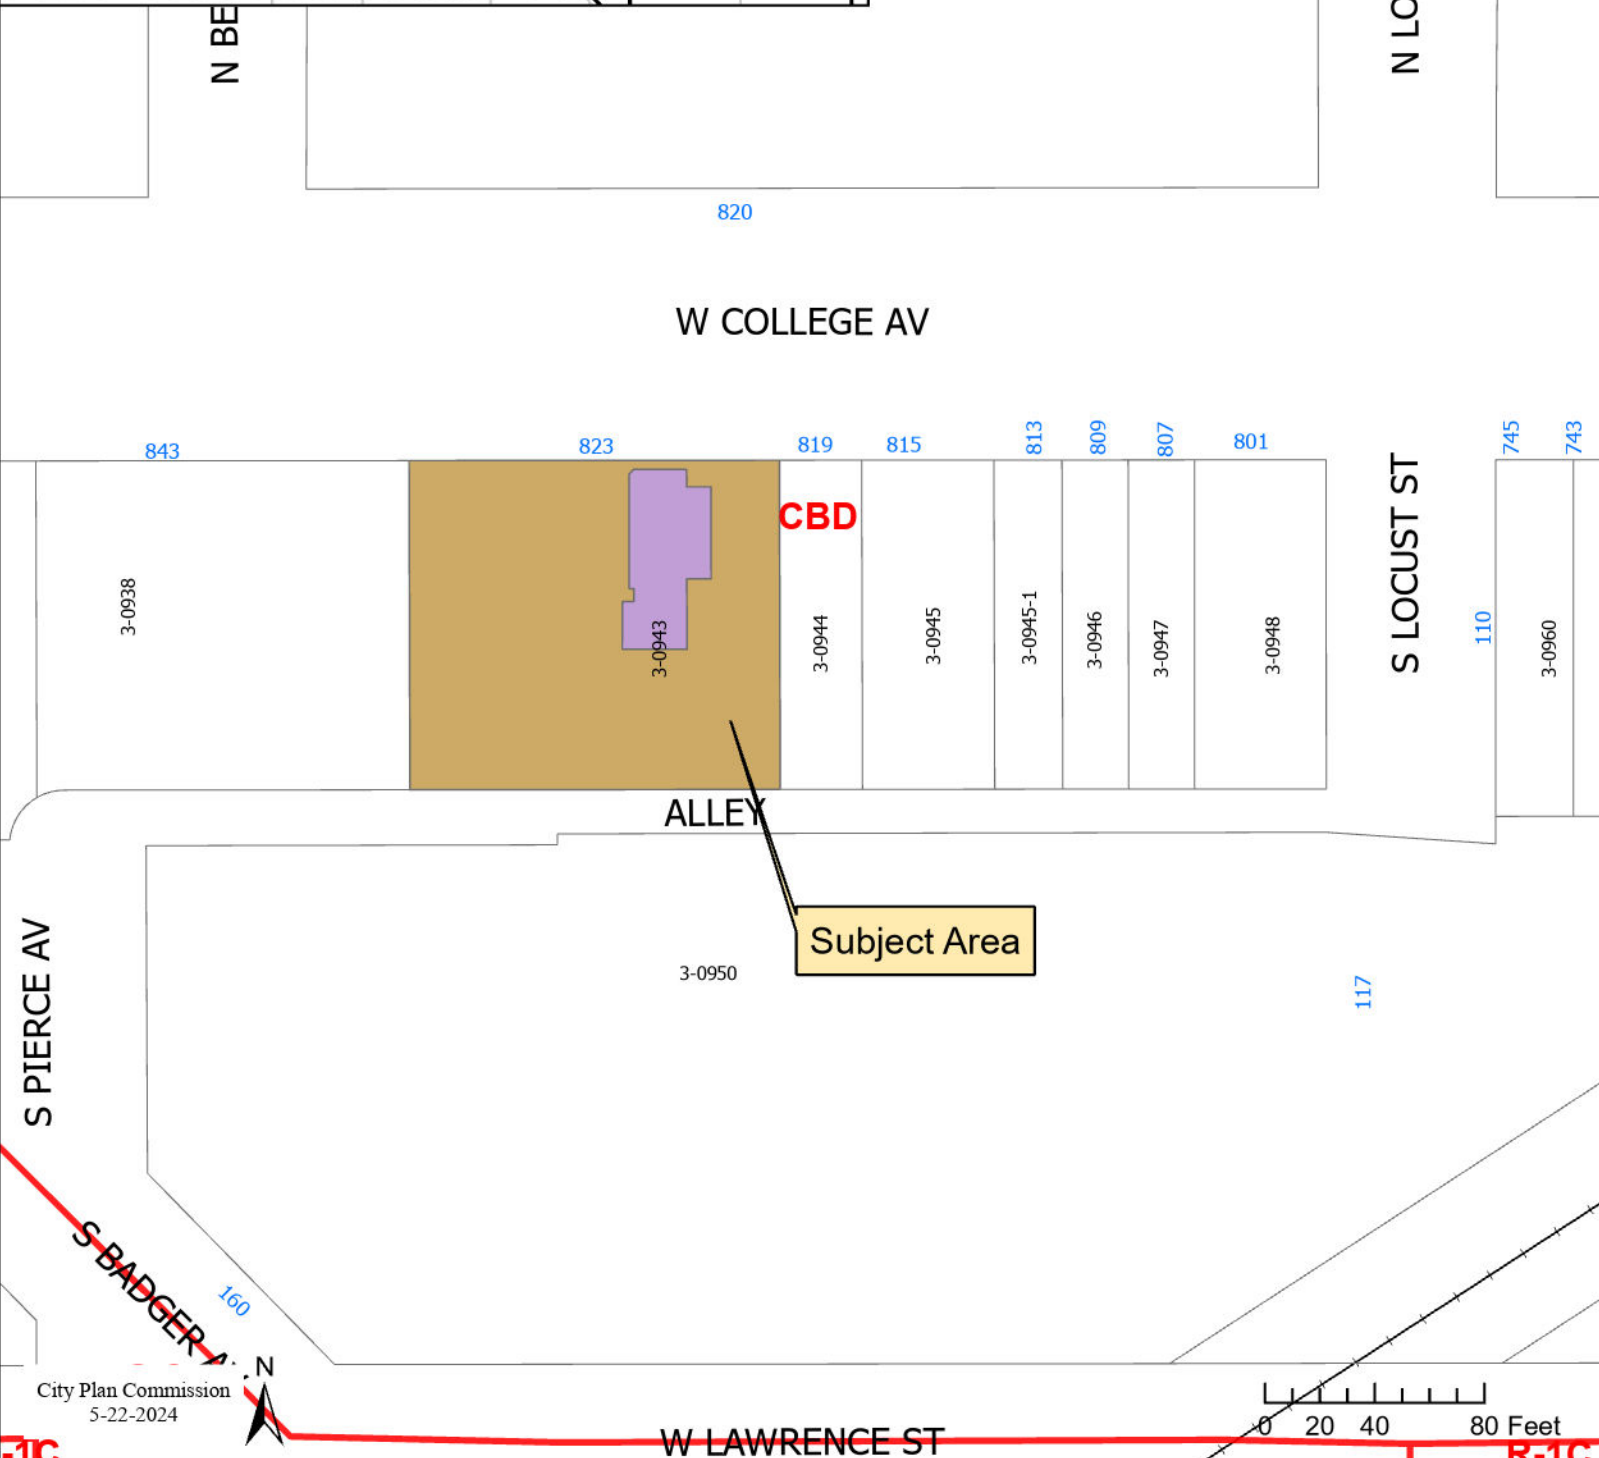 N BE
N LO
820
W COLLEGE AV
843
823
819
815
813
809
807
801
745
743
CBD
3-0938
3-0943
3-0944
3-0945
3-0945-1
3-0946
3-0947
3-0948
S LOCUST ST
110
3-0960
ALLEY
Subject Area
3-0950
117
S PIERCE AV
S BADGER A
160
N
City Plan Commission
5-22-2024
0 20 40 80 Feet
W LAWRENCE ST
-1C
R-1C